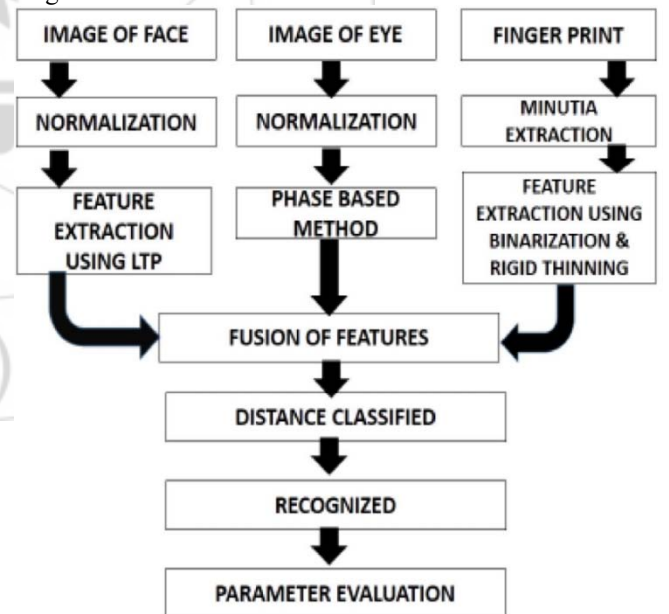 IMAGE OF FACE
IMAGE OF EYE
FINGER PRINT
NORMALIZATION
NORMALIZATION
MINUTIA
EXTRACTION
FEATURE
EXTRACTION
USING LTP
PHASE BASED
METHOD
FEATURE
EXTRACTION USING
BINARIZATION &
RIGID THINNING
FUSION OF FEATURES
DISTANCE CLASSIFIED
RECOGNIZED
PARAMETER EVALUATION